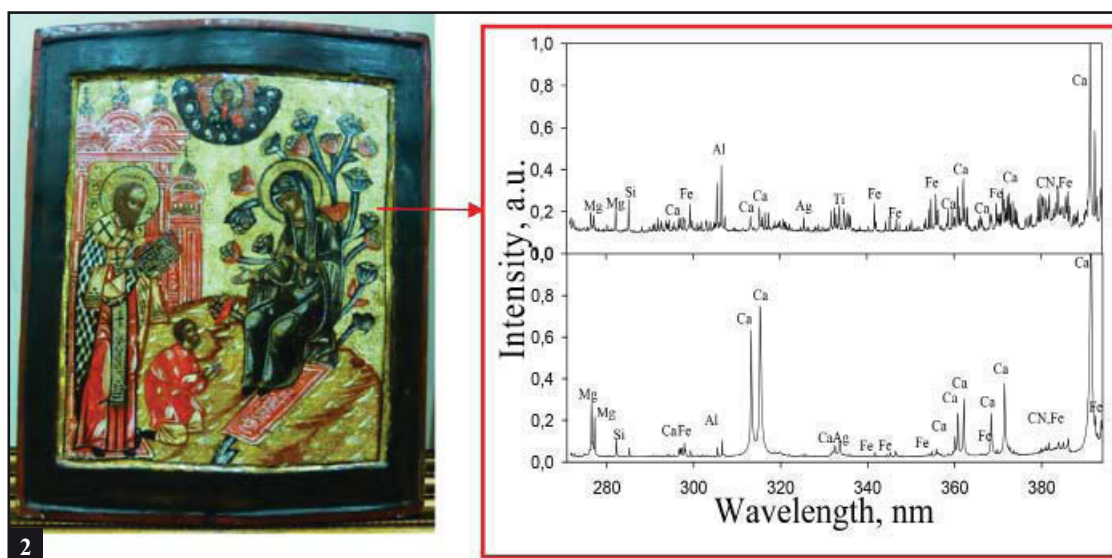 1,0
0,8
0,6
0,4
0,2
0,0
Mg
Mg
Si
Ca
Fe
Al
Ca
Ca
Ag
Ti
Fe
Fe
Fe
Ca
Ca
Ca
Fe
Ca
CN,Fe
Ca
Intensity, a.u.
1,0
0,8
0,6
0,4
0,2
0,0
Mg
Mg
Si
CaFe
Al
Ca
Ca
CaAg
Fe
Fe
Fe
Ca
Ca
Ca
Fe
Ca
CN,Fe
Ca
Fe
280 300 320 340 360 380
Wavelength, nm
2